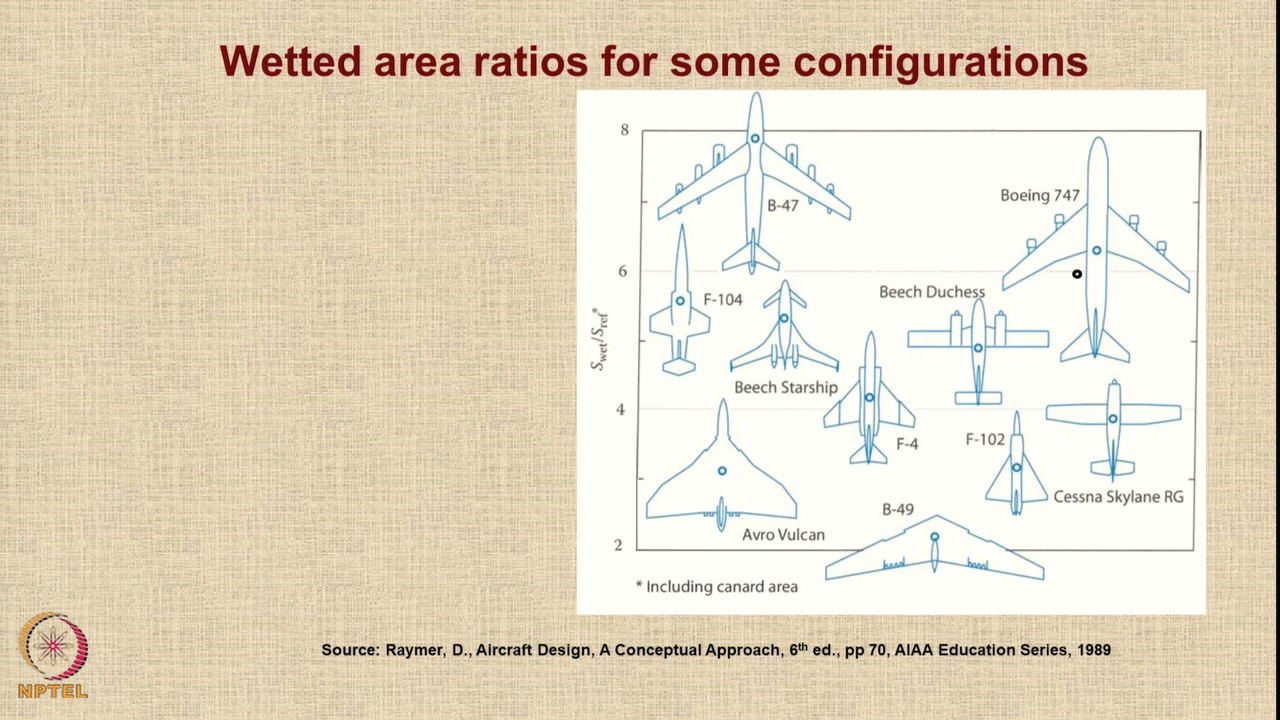 Wetted area ratios for some configurations
8
B-47
Boeing 747
6
Beech Duchess
F-104
Swet/Sref*
Beech Starship
4
F-102
F-4
Cessna Skylane RG
B-49
Avro Vulcan
2
* Including canard area
Source: Raymer, D., Aircraft Design, A Conceptual Approach, 6th ed., pp 70, AIAA Education Series, 1989
NPTEL